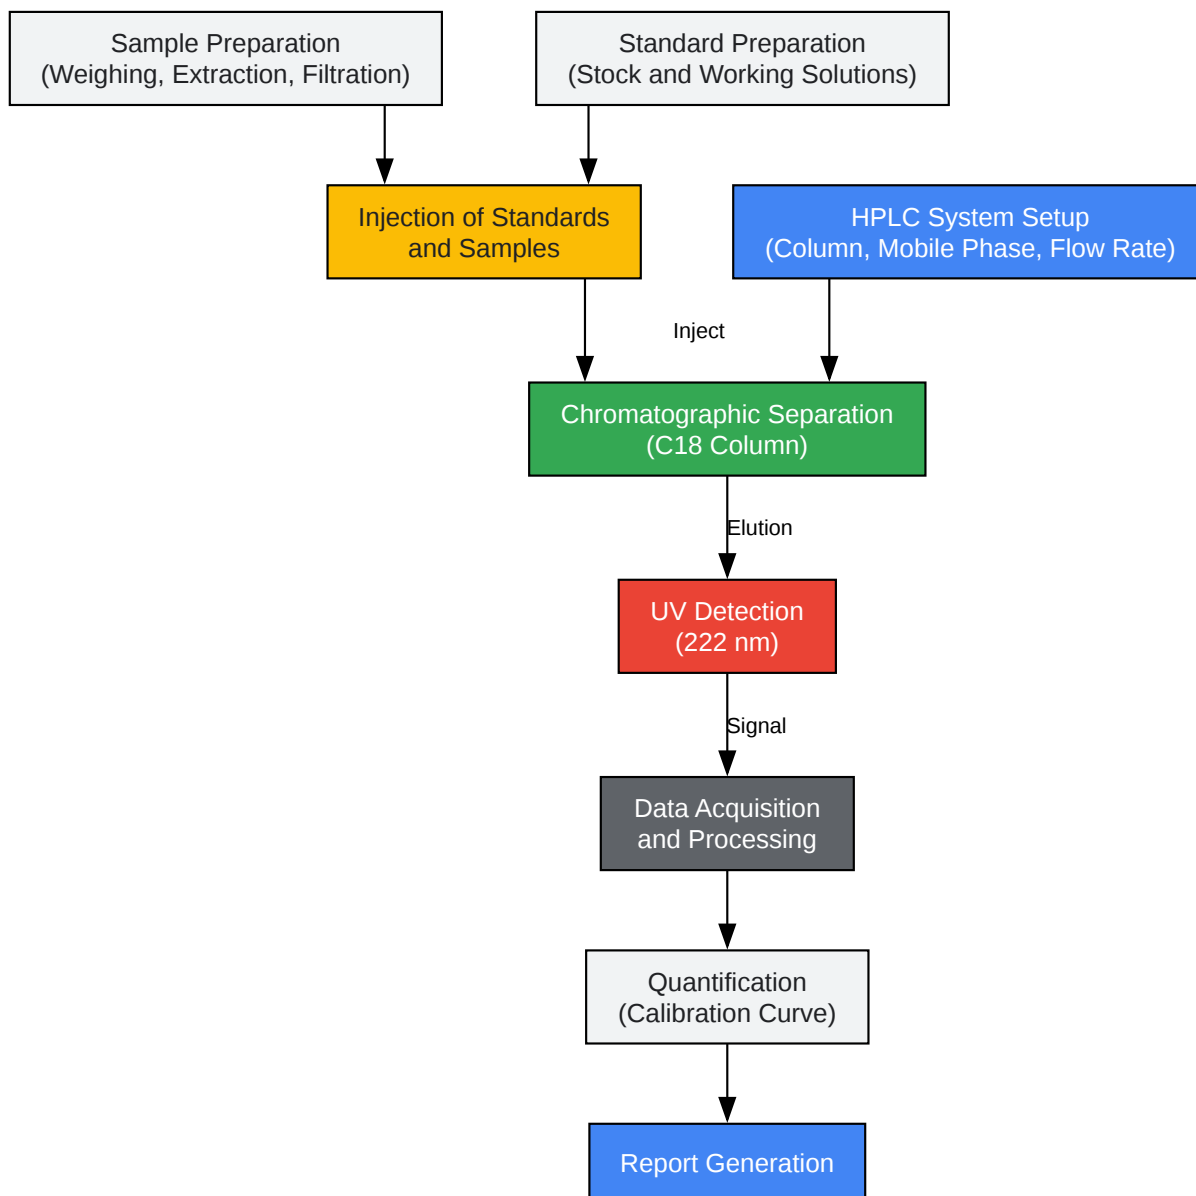 Sample Preparation
(Weighing, Extraction, Filtration)
Standard Preparation
(Stock and Working Solutions)
Injection of Standards
and Samples
HPLC System Setup
(Column, Mobile Phase, Flow Rate)
Inject
Chromatographic Separation
(C18 Column)
Elution
UV Detection
(222 nm)
Signal
Data Acquisition
and Processing
Quantification
(Calibration Curve)
Report Generation